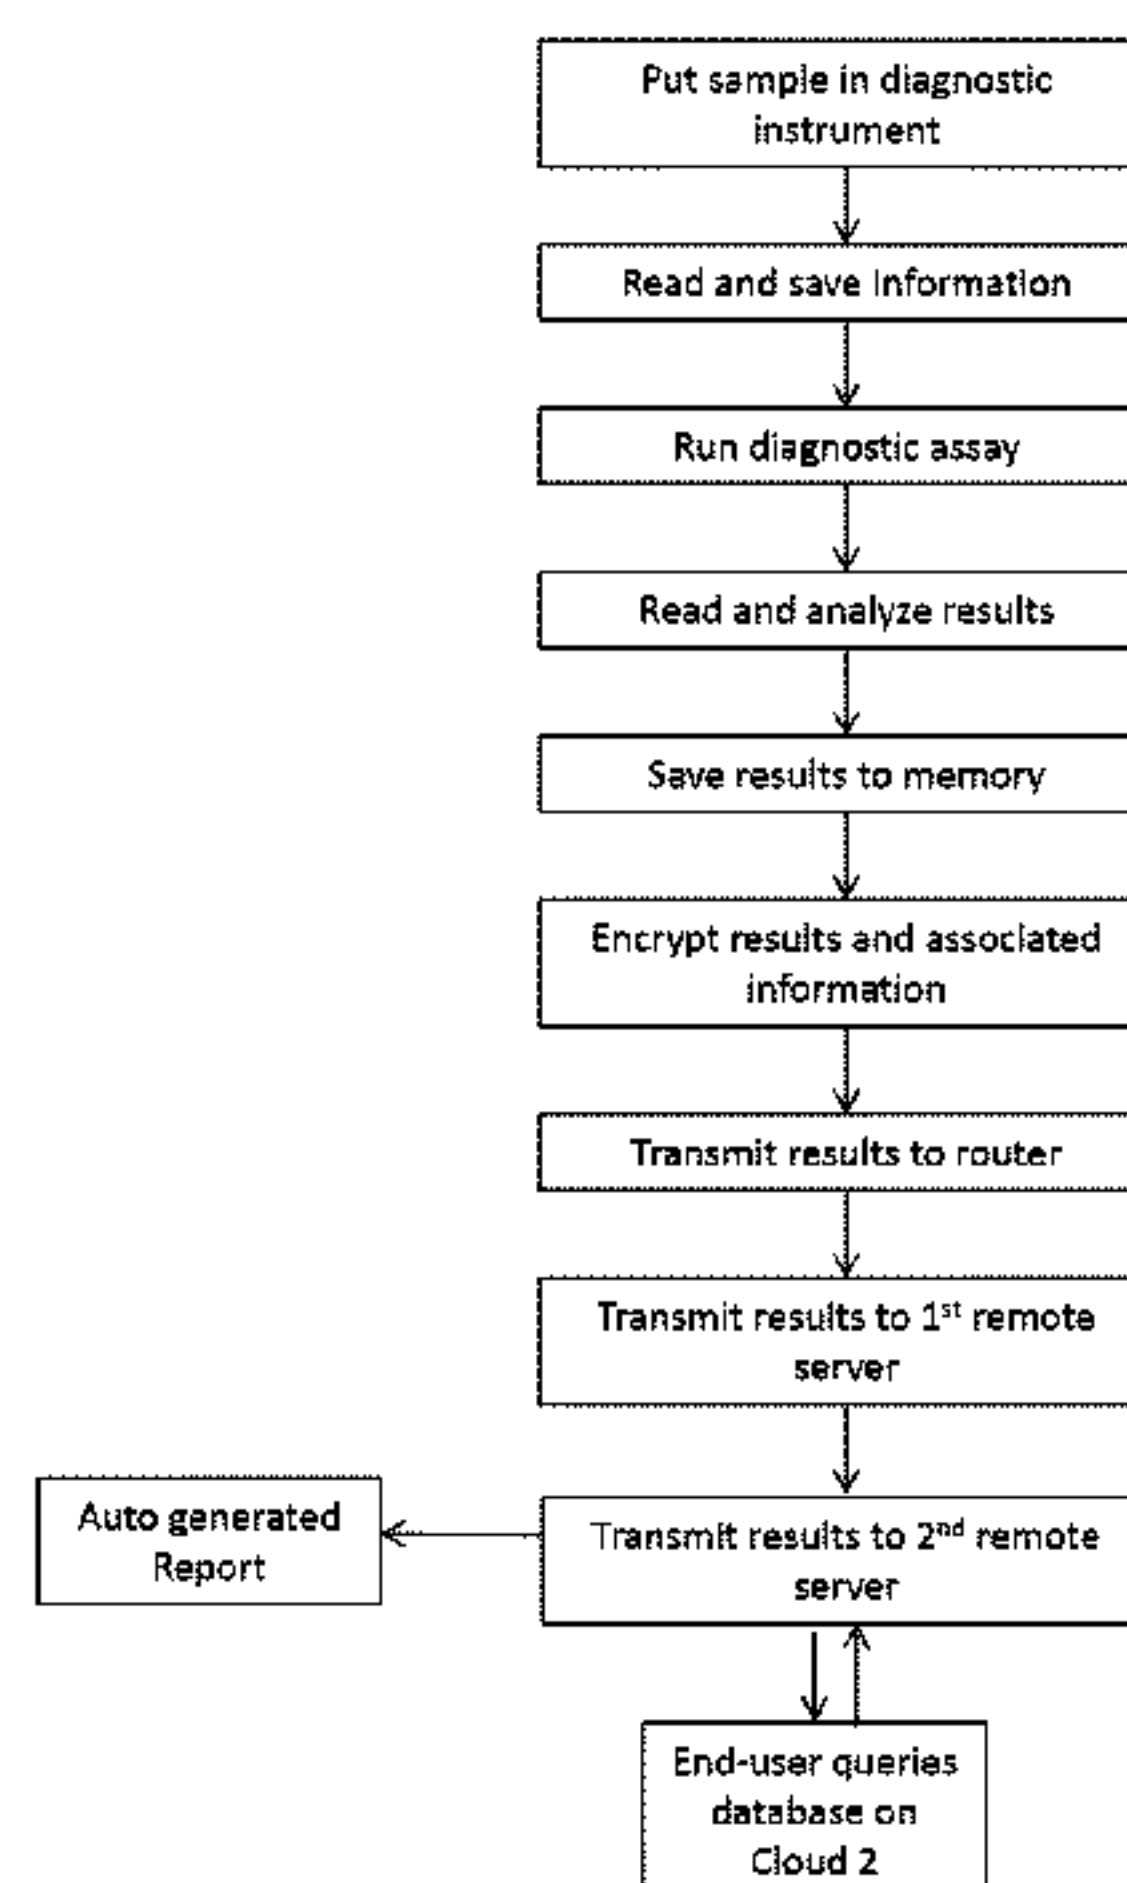 Put sample in diagnostic
instrument
Read and save information
Run diagnostic assay
Read and analyze results
Save results to memory
Encrypt results and associated
information
Transmit results to router
Transmit results to 1st remote
server
Auto generated
Report
Transmit results to 2nd remote
server
End-user queries
database on
Cloud 2